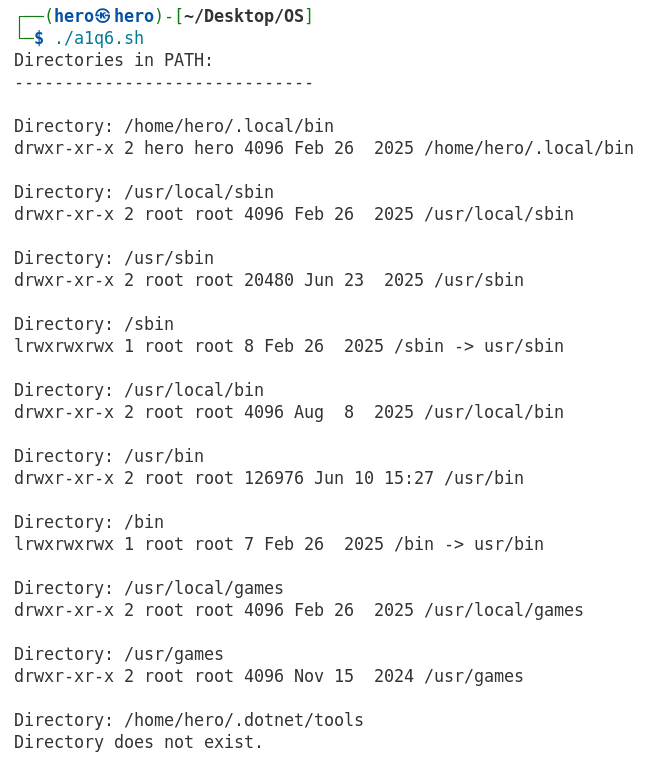 ┌──(hero㉿hero)-[~/Desktop/OS]
└─$ ./a1q6.sh
Directories in PATH:
------------------------------

Directory: /home/hero/.local/bin
drwxr-xr-x 2 hero hero 4096 Feb 26  2025 /home/hero/.local/bin

Directory: /usr/local/sbin
drwxr-xr-x 2 root root 4096 Feb 26  2025 /usr/local/sbin

Directory: /usr/sbin
drwxr-xr-x 2 root root 20480 Jun 23  2025 /usr/sbin

Directory: /sbin
lrwxrwxrwx 1 root root 8 Feb 26  2025 /sbin -> usr/sbin

Directory: /usr/local/bin
drwxr-xr-x 2 root root 4096 Aug  8  2025 /usr/local/bin

Directory: /usr/bin
drwxr-xr-x 2 root root 126976 Jun 10 15:27 /usr/bin

Directory: /bin
lrwxrwxrwx 1 root root 7 Feb 26  2025 /bin -> usr/bin

Directory: /usr/local/games
drwxr-xr-x 2 root root 4096 Feb 26  2025 /usr/local/games

Directory: /usr/games
drwxr-xr-x 2 root root 4096 Nov 15  2024 /usr/games

Directory: /home/hero/.dotnet/tools
Directory does not exist.